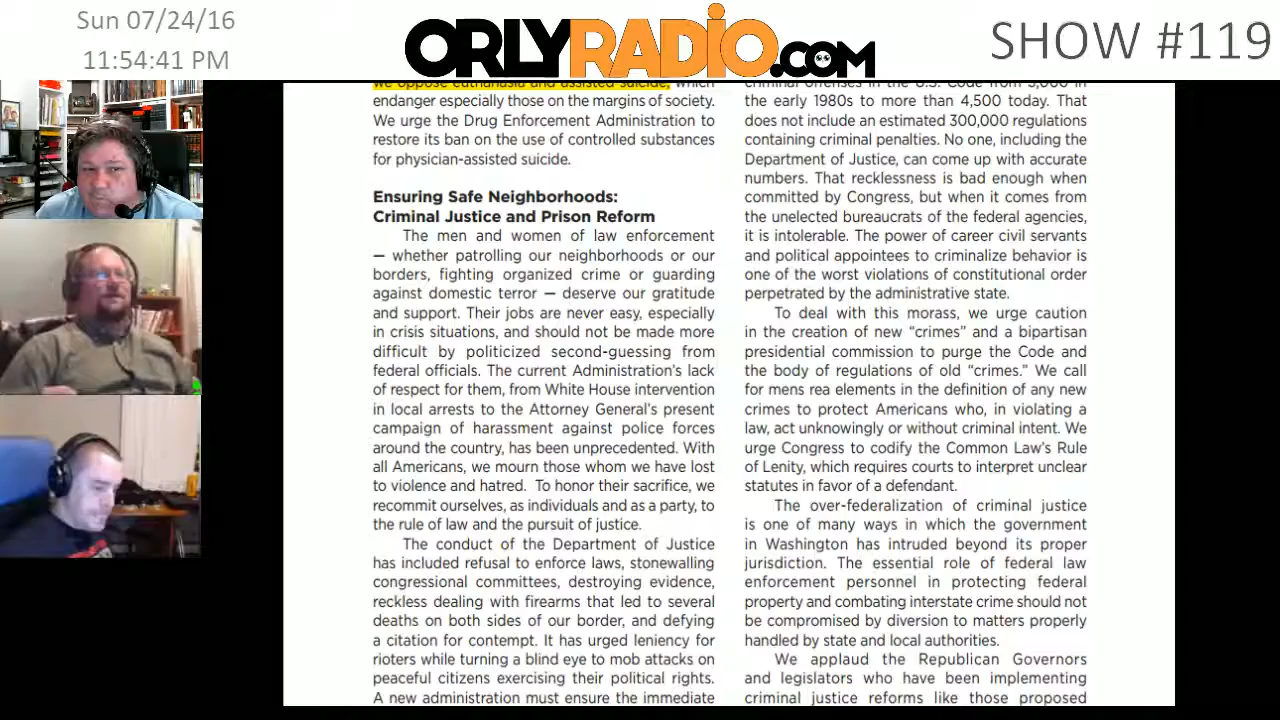 Sun 07/24/16
11:54:41 PM
ORLYRADIO.COM
SHOW #119
we oppose euthanasia and assisted suicide, which
endanger especially those on the margins of society.
We urge the Drug Enforcement Administration to
restore its ban on the use of controlled substances
for physician-assisted suicide.
Ensuring Safe Neighborhoods:
Criminal Justice and Prison Reform
The men and women of law enforcement
— whether patrolling our neighborhoods or our
borders, fighting organized crime or guarding
against domestic terror — deserve our gratitude
and support. Their jobs are never easy, especially
in crisis situations, and should not be made more
difficult by politicized second-guessing from
federal officials. The current Administration's lack
of respect for them, from White House intervention
in local arrests to the Attorney General's present
campaign of harassment against police forces
around the country, has been unprecedented. With
all Americans, we mourn those whom we have lost
to violence and hatred. To honor their sacrifice, we
recommit ourselves, as individuals and as a party, to
the rule of law and the pursuit of justice.
The conduct of the Department of Justice
has included refusal to enforce laws, stonewalling
congressional committees, destroying evidence,
reckless dealing with firearms that led to several
deaths on both sides of our border, and defying
a citation for contempt. It has urged leniency for
rioters while turning a blind eye to mob attacks on
peaceful citizens exercising their political rights.
A new administration must ensure the immediate
criminal offenses in the U.S. Code from 3,000 in
the early 1980s to more than 4,500 today. That
does not include an estimated 300,000 regulations
containing criminal penalties. No one, including the
Department of Justice, can come up with accurate
numbers. That recklessness is bad enough when
committed by Congress, but when it comes from
the unelected bureaucrats of the federal agencies,
it is intolerable. The power of career civil servants
and political appointees to criminalize behavior is
one of the worst violations of constitutional order
perpetrated by the administrative state.
To deal with this morass, we urge caution
in the creation of new “crimes” and a bipartisan
presidential commission to purge the Code and
the body of regulations of old “crimes.” We call
for mens rea elements in the definition of any new
crimes to protect Americans who, in violating a
law, act unknowingly or without criminal intent. We
urge Congress to codify the Common Law's Rule
of Lenity, which requires courts to interpret unclear
statutes in favor of a defendant.
The over-federalization of criminal justice
is one of many ways in which the government
in Washington has intruded beyond its proper
jurisdiction. The essential role of federal law
enforcement personnel in protecting federal
property and combating interstate crime should not
be compromised by diversion to matters properly
handled by state and local authorities.
We applaud the Republican Governors
and legislators who have been implementing
criminal justice reforms like those proposed